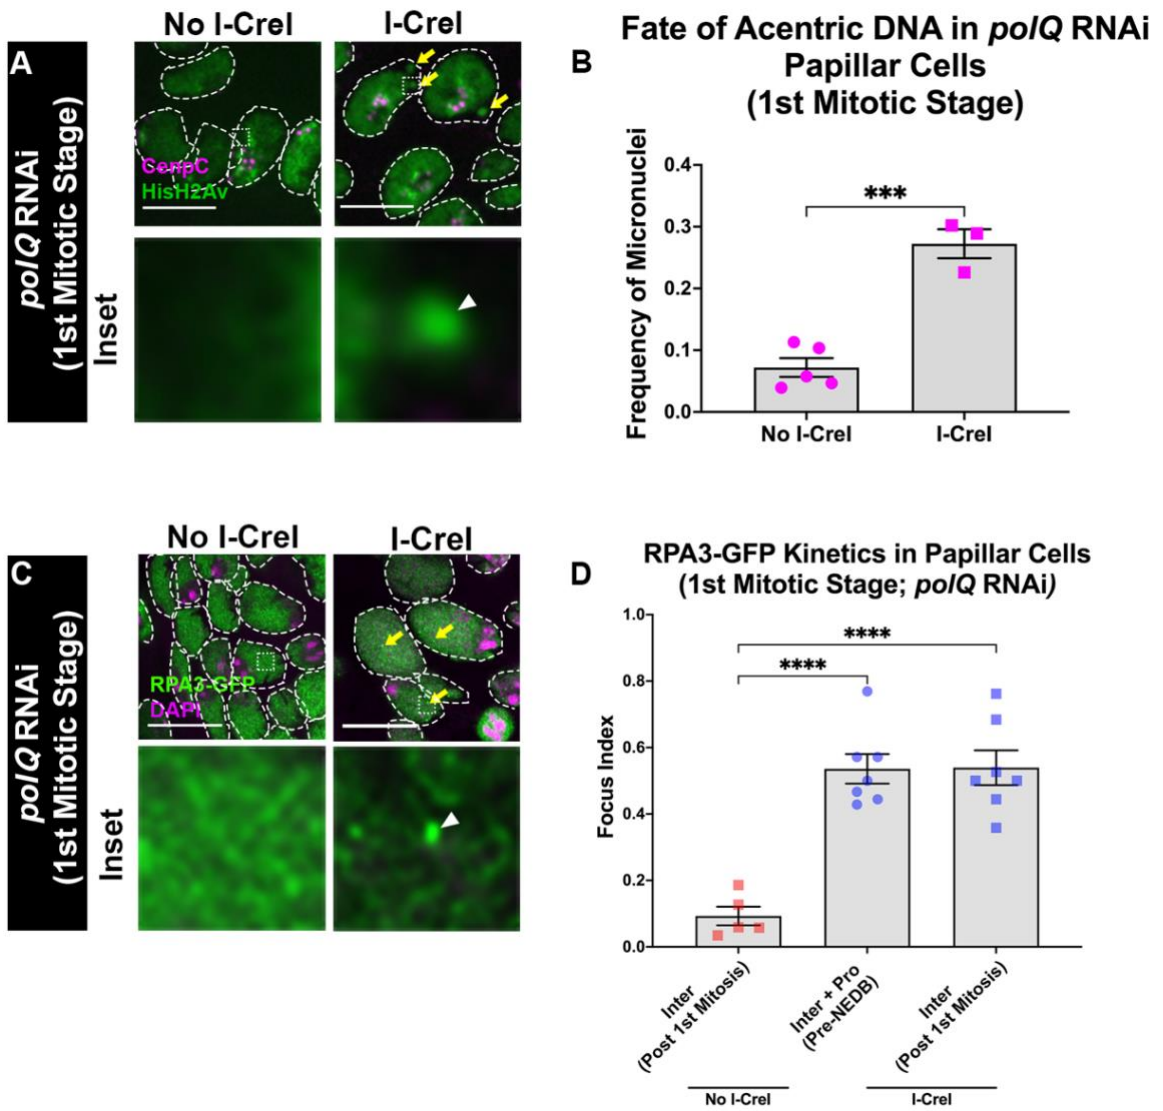 No I-CreI
I-CreI
A
polQ RNAi
(1st Mitotic Stage)
Inset
CenpC
HisH2Av
B
Fate of Acentric DNA in polQ RNAi
Papillar Cells
(1st Mitotic Stage)
Frequency of Micronuclei
0.4
0.3
0.2
0.1
0.0
***
No I-CreI
I-CreI
No I-CreI
I-CreI
C
polQ RNAi
(1st Mitotic Stage)
Inset
RPA3-GFP
DAPI
D
RPA3-GFP Kinetics in Papillar Cells
(1st Mitotic Stage; polQ RNAi)
Focus Index
1.0
0.8
0.6
0.4
0.2
0.0
****
****
Inter
(Post 1st Mitosis)
Inter + Pro
(Pre-NEDB)
Inter
(Post 1st Mitosis)
No I-CreI
I-CreI